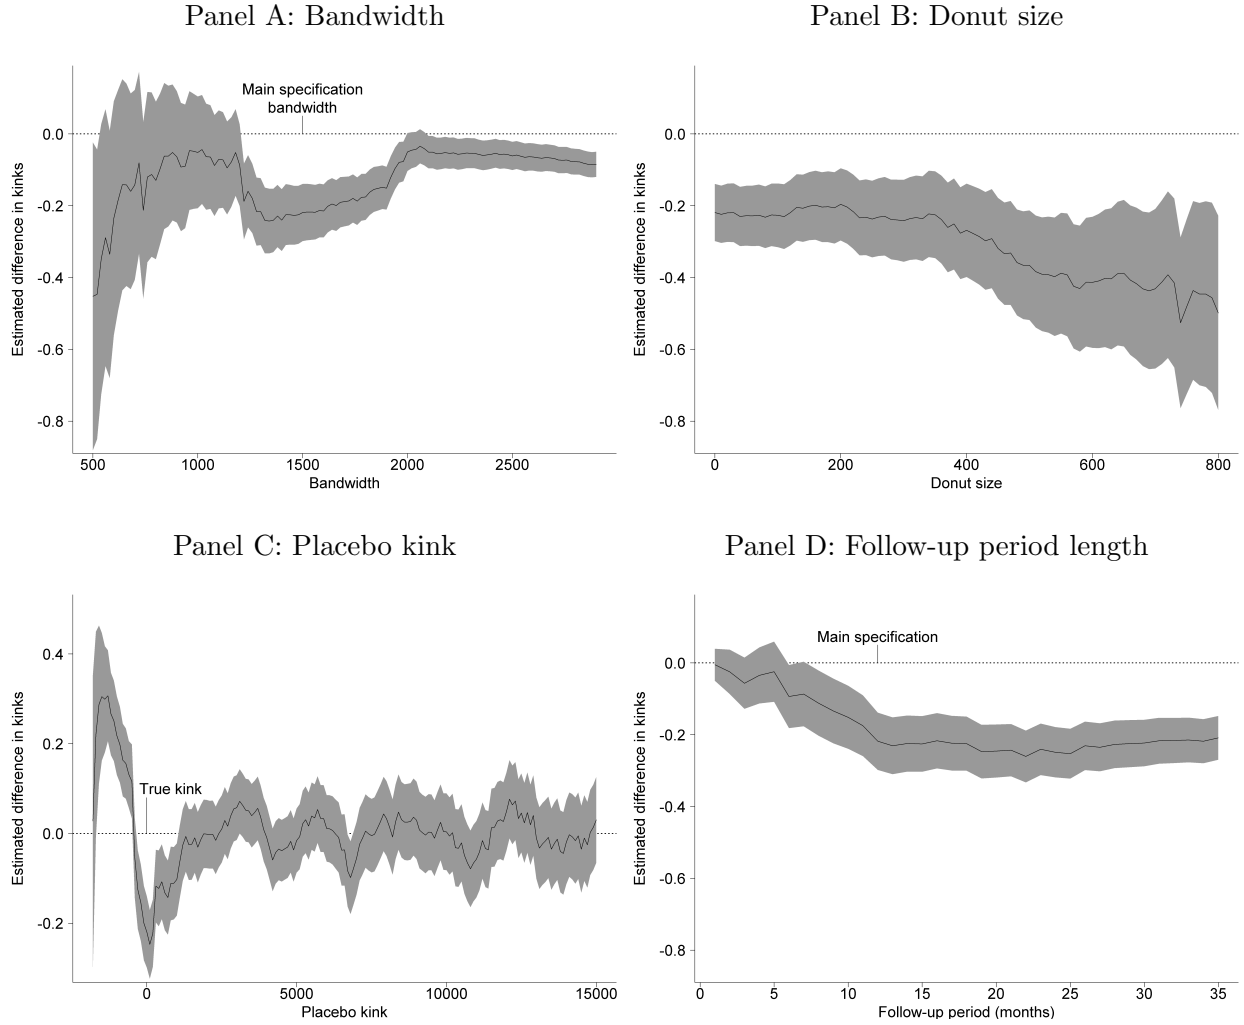 Panel A: Bandwidth
Main specification
bandwidth
0.0
-0.2
-0.4
-0.6
-0.8
Estimated difference in kinks
500
1000
1500
2000
2500
Bandwidth
Panel B: Donut size
0.0
-0.2
-0.4
-0.6
-0.8
Estimated difference in kinks
0
200
400
600
800
Donut size
Panel C: Placebo kink
True kink
0.4
0.2
0.0
-0.2
Estimated difference in kinks
0
5000
10000
15000
Placebo kink
Panel D: Follow-up period length
Main specification
0.0
-0.2
-0.4
-0.6
-0.8
Estimated difference in kinks
0
5
10
15
20
25
30
35
Follow-up period (months)